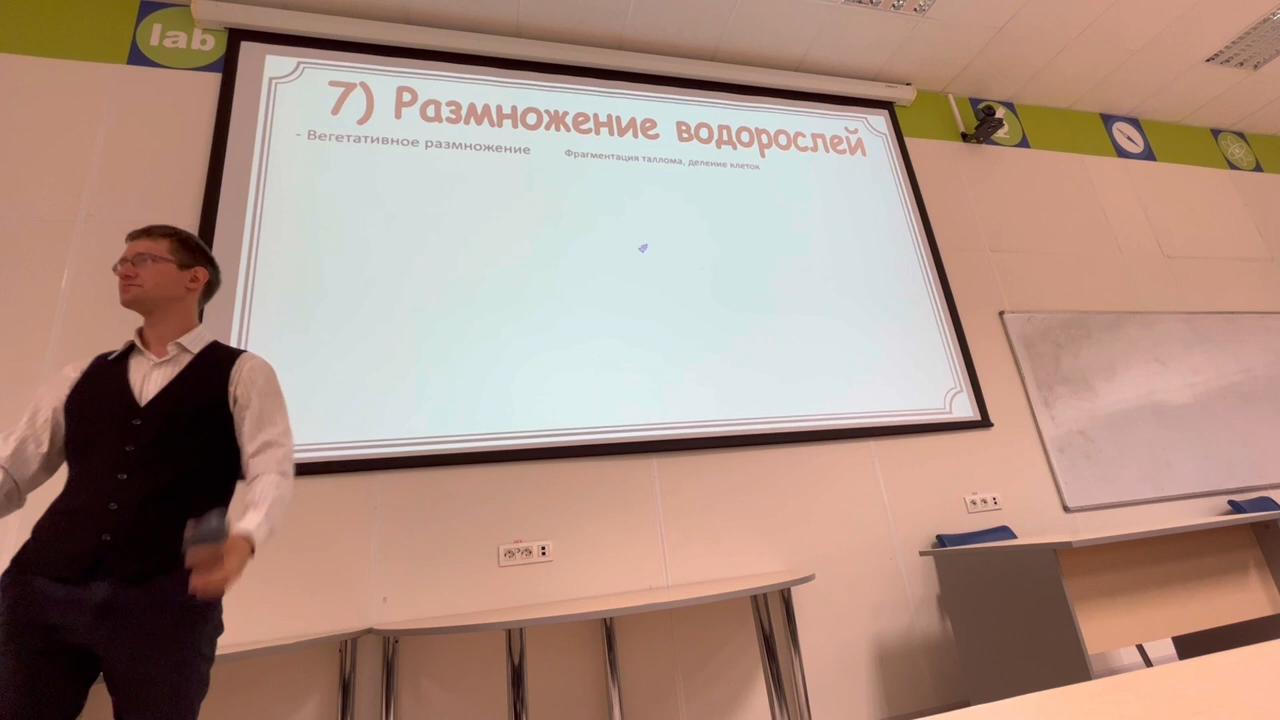 lab
7) Размножение водорослей
- Вегетативное размножение
Фрагментация таллома, деление клеток